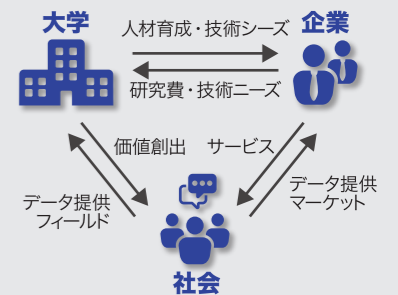 大学
人材育成・技術シーズ
企業
研究費・技術ニーズ
価値創出
サービス
データ提供
フィールド
データ提供
マーケット
社会